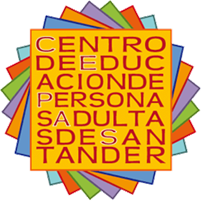 CENTRO
DEEDUC
ACIONDE
PERSONA
SADULTA
SDESAN
TANDER